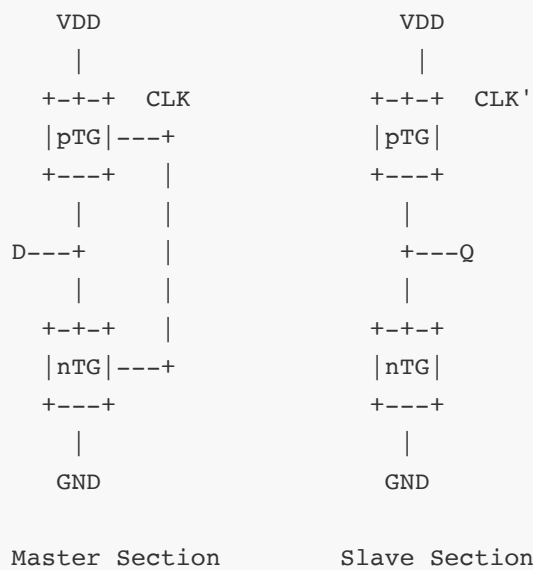 VDD                       VDD
     |                         |
  +-+-+  CLK                +-+-+  CLK'
  |pTG|---+                 |pTG|
  +---+   |                 +---+
    |     |                   |
D---+     |                   +---Q
    |     |                   |
  +-+-+   |                 +-+-+
  |nTG|---+                 |nTG|
  +---+                     +---+
    |                         |
   GND                       GND

Master Section            Slave Section